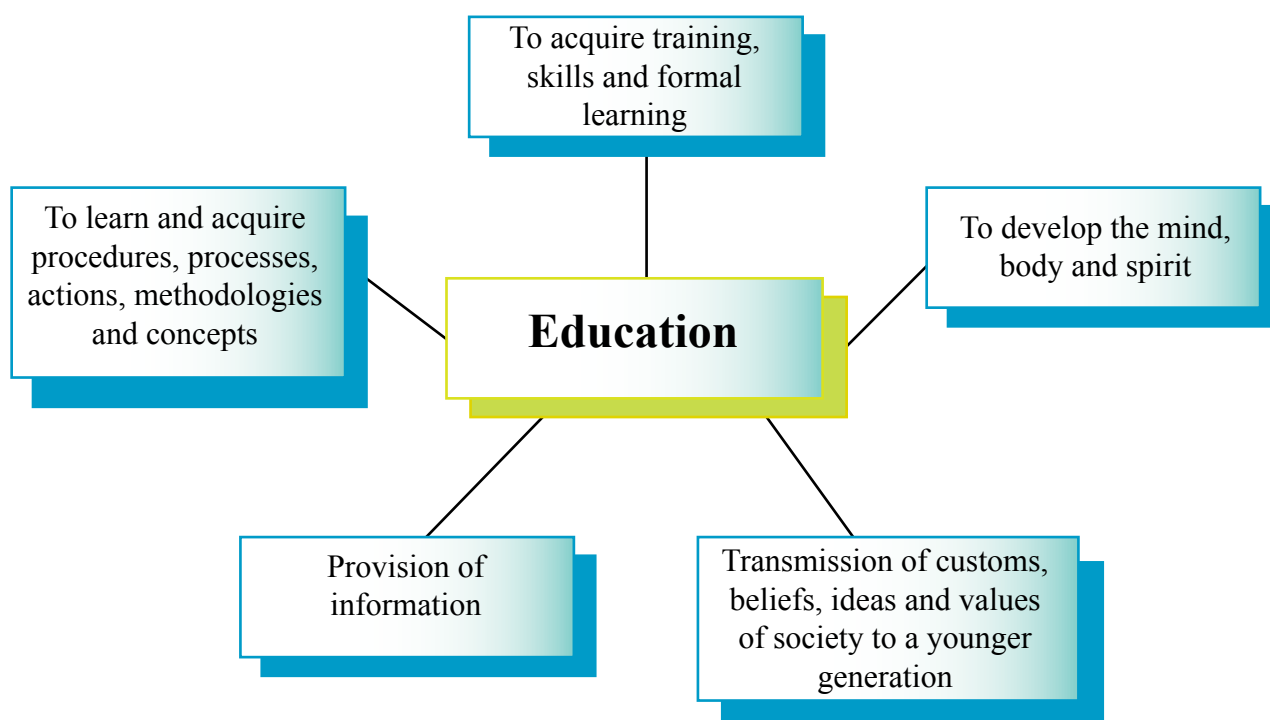 To acquire training,
skills and formal
learning
To learn and acquire
procedures, processes,
actions, methodologies
and concepts
To develop the mind,
body and spirit
Education
Provision of
information
Transmission of customs,
beliefs, ideas and values
of society to a younger
generation